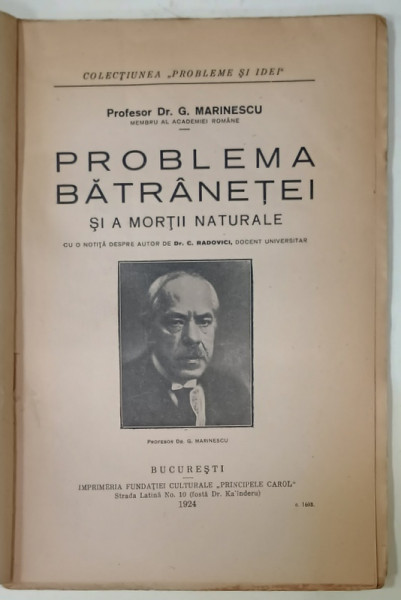 COLECȚIUNEA „PROBLEME ȘI IDEI“
Profesor Dr. G. MARINESCU
MEMBRU AL ACADEMIEI ROMÂNE
PROBLEMA
BĂTRÂNEȚEI
ȘI A MORȚII NATURALE
CU O NOTIȚĂ DESPRE AUTOR DE Dr. C. RADOVICI, DOCENT UNIVERSITAR
PROFESOR DR. G. MARINESCU
BUCUREȘTI
IMPRIMERIA FUNDAȚIEI CULTURALE „PRINCIPELE CAROL“
Strada Latină No. 10 (fostă Dr. Ka'inderu)
1924